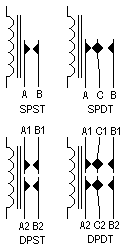 A B
A C B
SPST
SPDT
A1 B1
A1 C1 B1
A2 B2
A2 C2 B2
DPST
DPDT